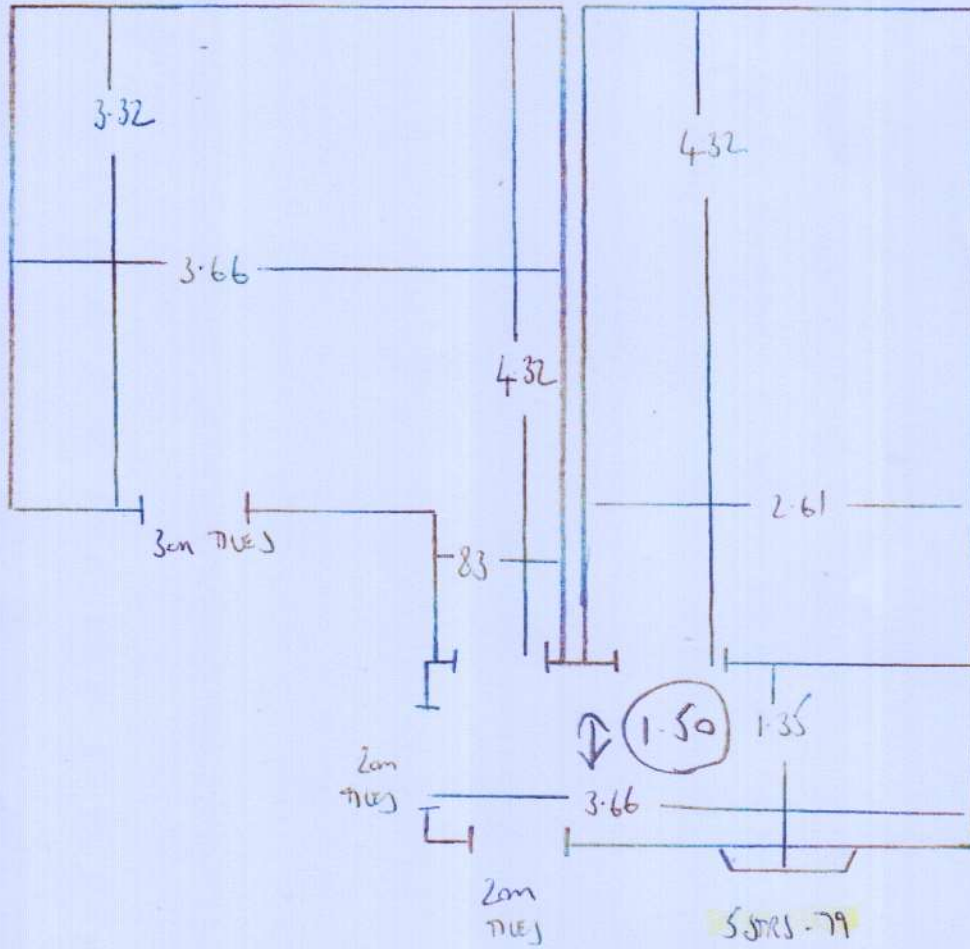 3.32
4.32
3.66
4.32
2.61
3cm TILES
83
1.50
1.35
2cm
TILES
3.66
2cm
TILES
5 STRS - 79